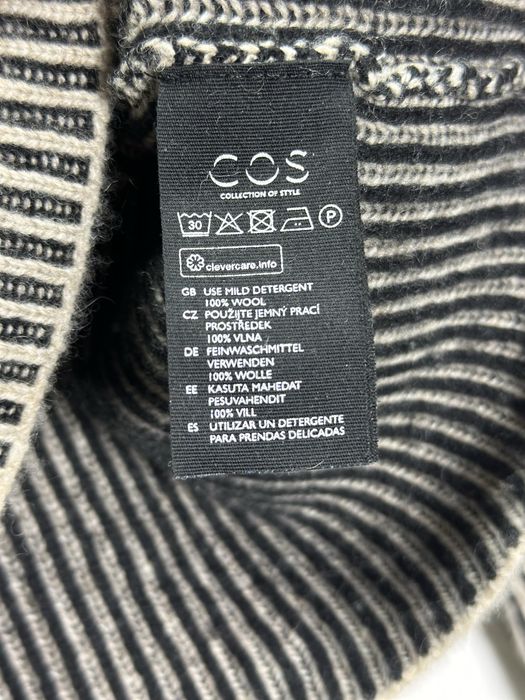 COS
COLLECTION OF STYLE
30 P
clevercare.info
GB USE MILD DETERGENT
100% WOOL
CZ POUŽIJTE JEMNÝ PRACÍ
PROSTŘEDEK
100% VLNA
DE FEINWASCHMITTEL
VERWENDEN
100% WOLLE
EE KASUTA MAHEDAT
PESUVAHENDIT
100% VILL
ES UTILIZAR UN DETERGENTE
PARA PRENDAS DELICADAS